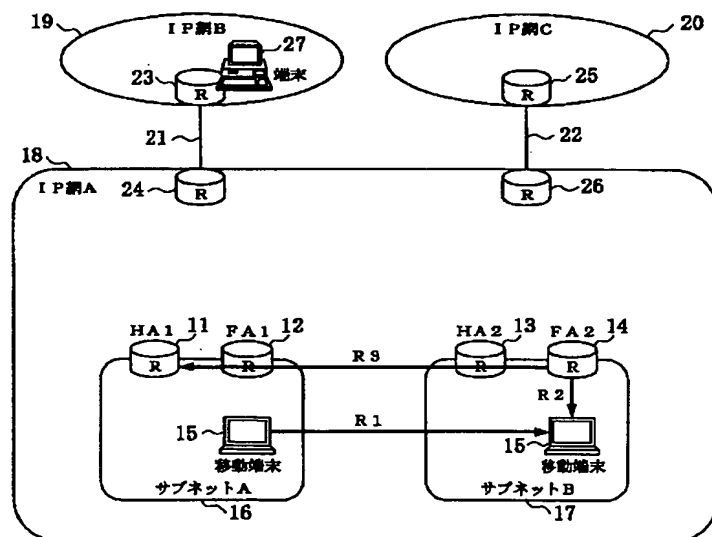 19
IP網B
27
23
R
端末
21
IP網C
20
25
R
22
18
IP網A
24
R
R
26
HA1
11
R
FA1
12
R
HA2
13
R
FA2
14
R
R3
R2
15
移動端末
R1
15
移動端末
サブネットA
16
サブネットB
17